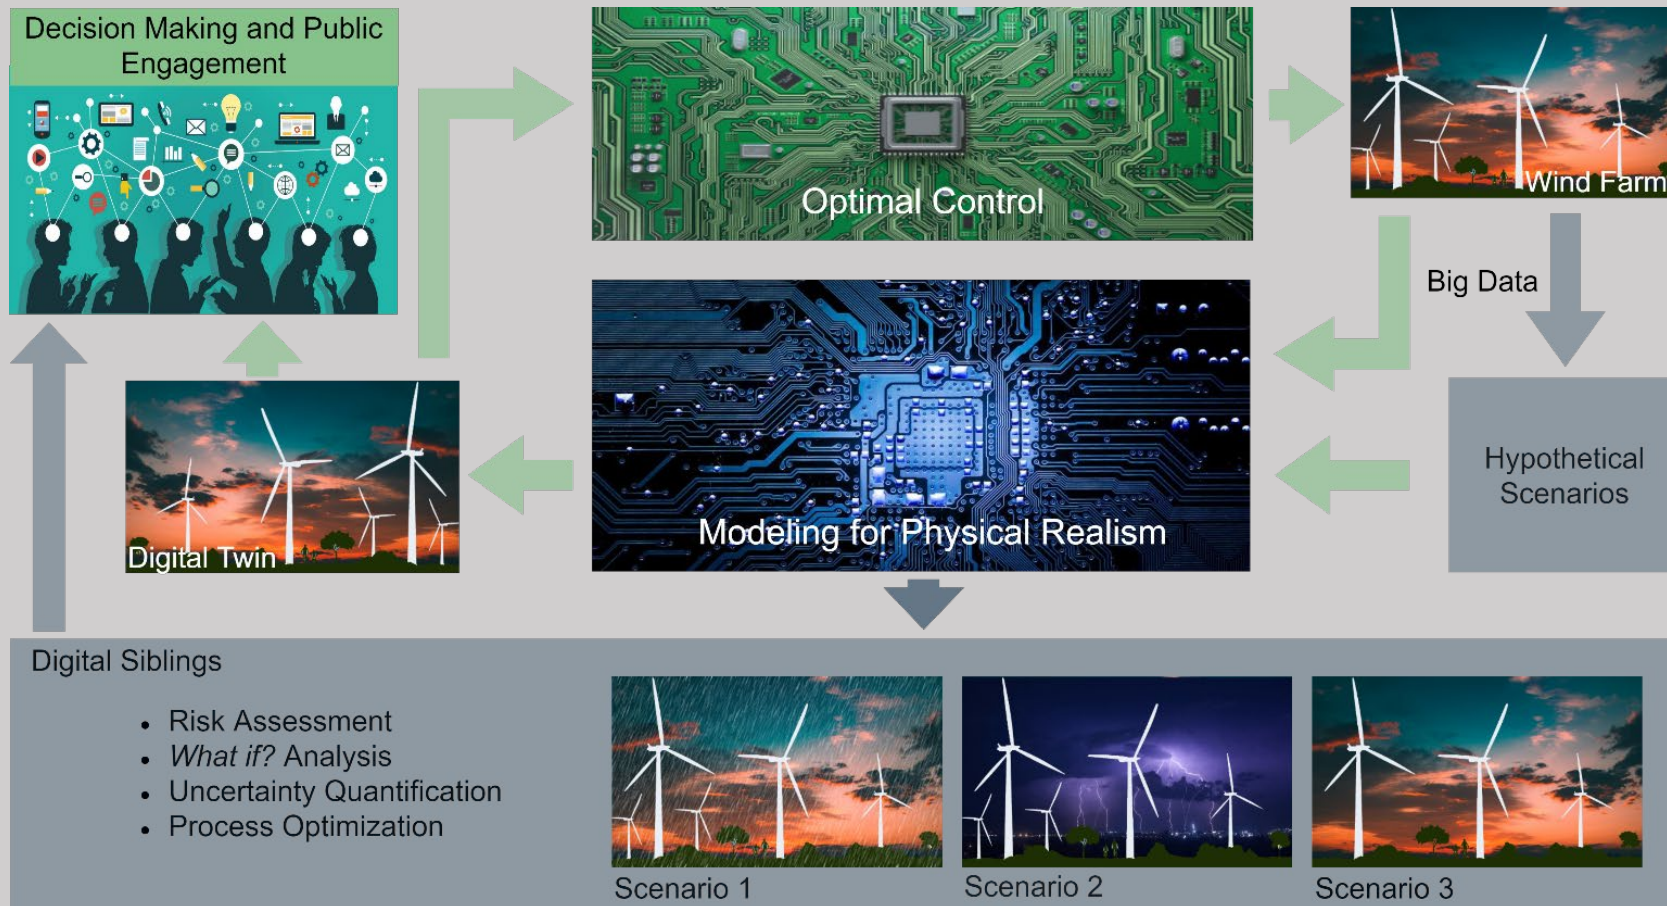 Decision Making and Public
Engagement
Optimal Control
Wind Farm
Big Data
Hypothetical
Scenarios
Modeling for Physical Realism
Digital Twin
Digital Siblings
• Risk Assessment
• What if? Analysis
• Uncertainty Quantification
• Process Optimization
Scenario 1
Scenario 2
Scenario 3